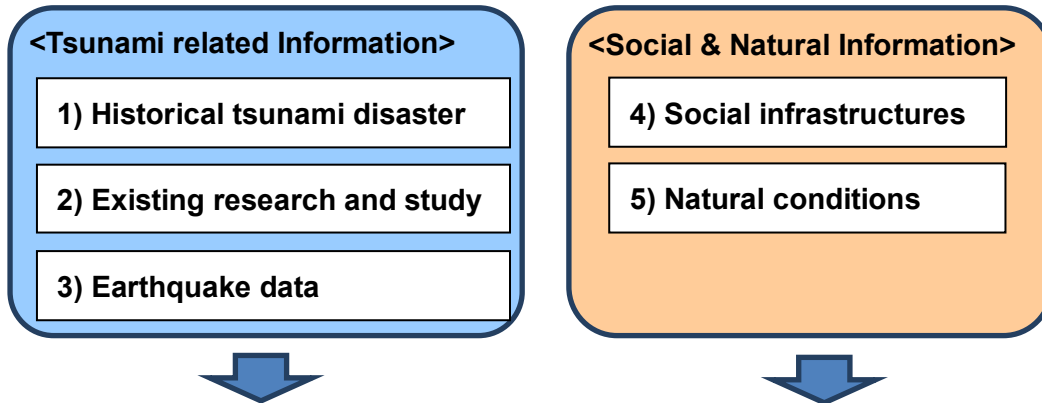 <Tsunami related Information>
1) Historical tsunami disaster
2) Existing research and study
3) Earthquake data
<Social & Natural Information>
4) Social infrastructures
5) Natural conditions